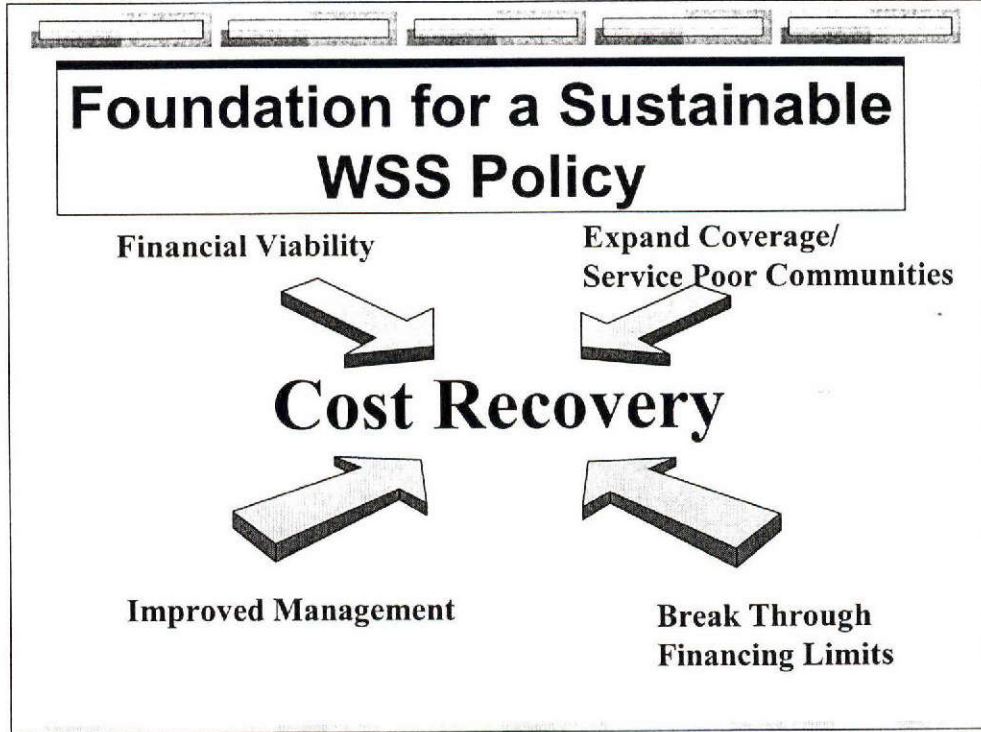 Foundation for a Sustainable
WSS Policy
Financial Viability
Expand Coverage/
Service Poor Communities
Cost Recovery
Improved Management
Break Through
Financing Limits